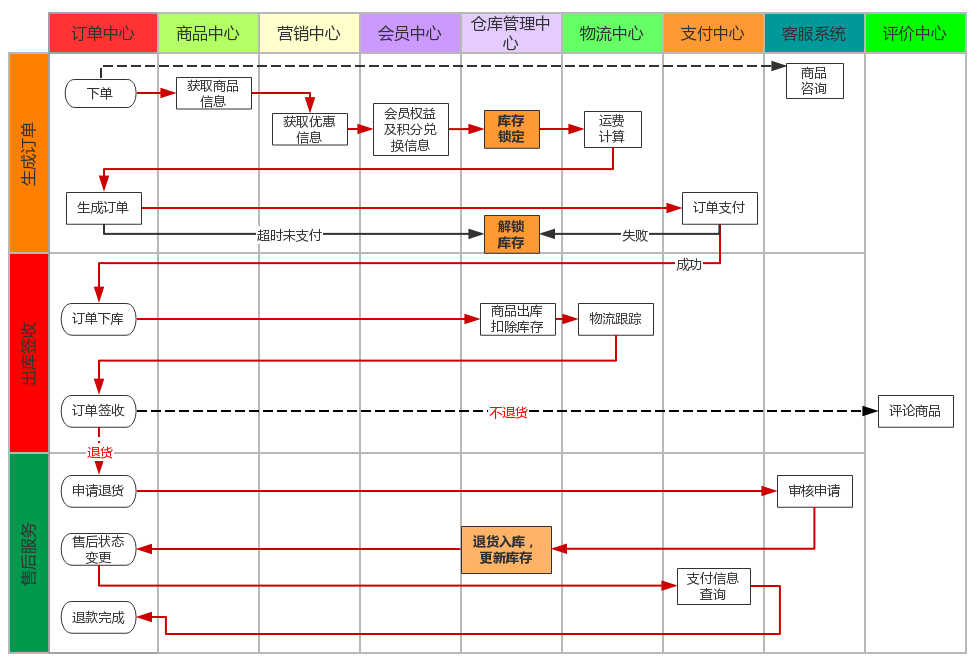 订单中心
商品中心
营销中心
会员中心
仓库管理中
心
物流中心
支付中心
客服系统
评价中心
生成订单
下单
获取商品
信息
获取优惠
信息
会员权益
及积分兑
换信息
库存
锁定
运费
计算
商品
咨询
生成订单
订单支付
超时未支付
解锁
库存
失败
成功
出库签收
订单下库
商品出库
扣除库存
物流跟踪
订单签收
不退货
评论商品
退货
售后服务
申请退货
审核申请
售后状态
变更
退货入库，
更新库存
支付信息
查询
退款完成